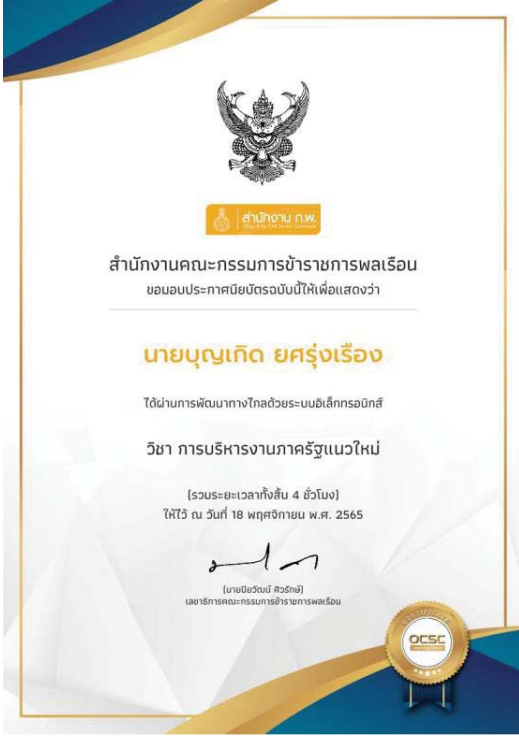 สำนักงาน ก.พ.
สำนักงานคณะกรรมการข้าราชการพลเรือน
ขอมอบประกาศนียบัตรฉบับนี้ให้เพื่อแสดงว่า
นายบุญเกิด ยศรุ่งเรือง
ได้ผ่านการพัฒนาทางไกลด้วยระบบอิเล็กทรอนิกส์
วิชา การบริหารงานภาครัฐแนวใหม่
(รวมระยะเวลาทั้งสิ้น 4 ชั่วโมง)
ให้ไว้ ณ วันที่ 18 พฤศจิกายน พ.ศ. 2565
(นายปิยวัฒน์ ศิวรักษ์)
เลขาธิการคณะกรรมการข้าราชการพลเรือน
CERTIFICATE
OCSC